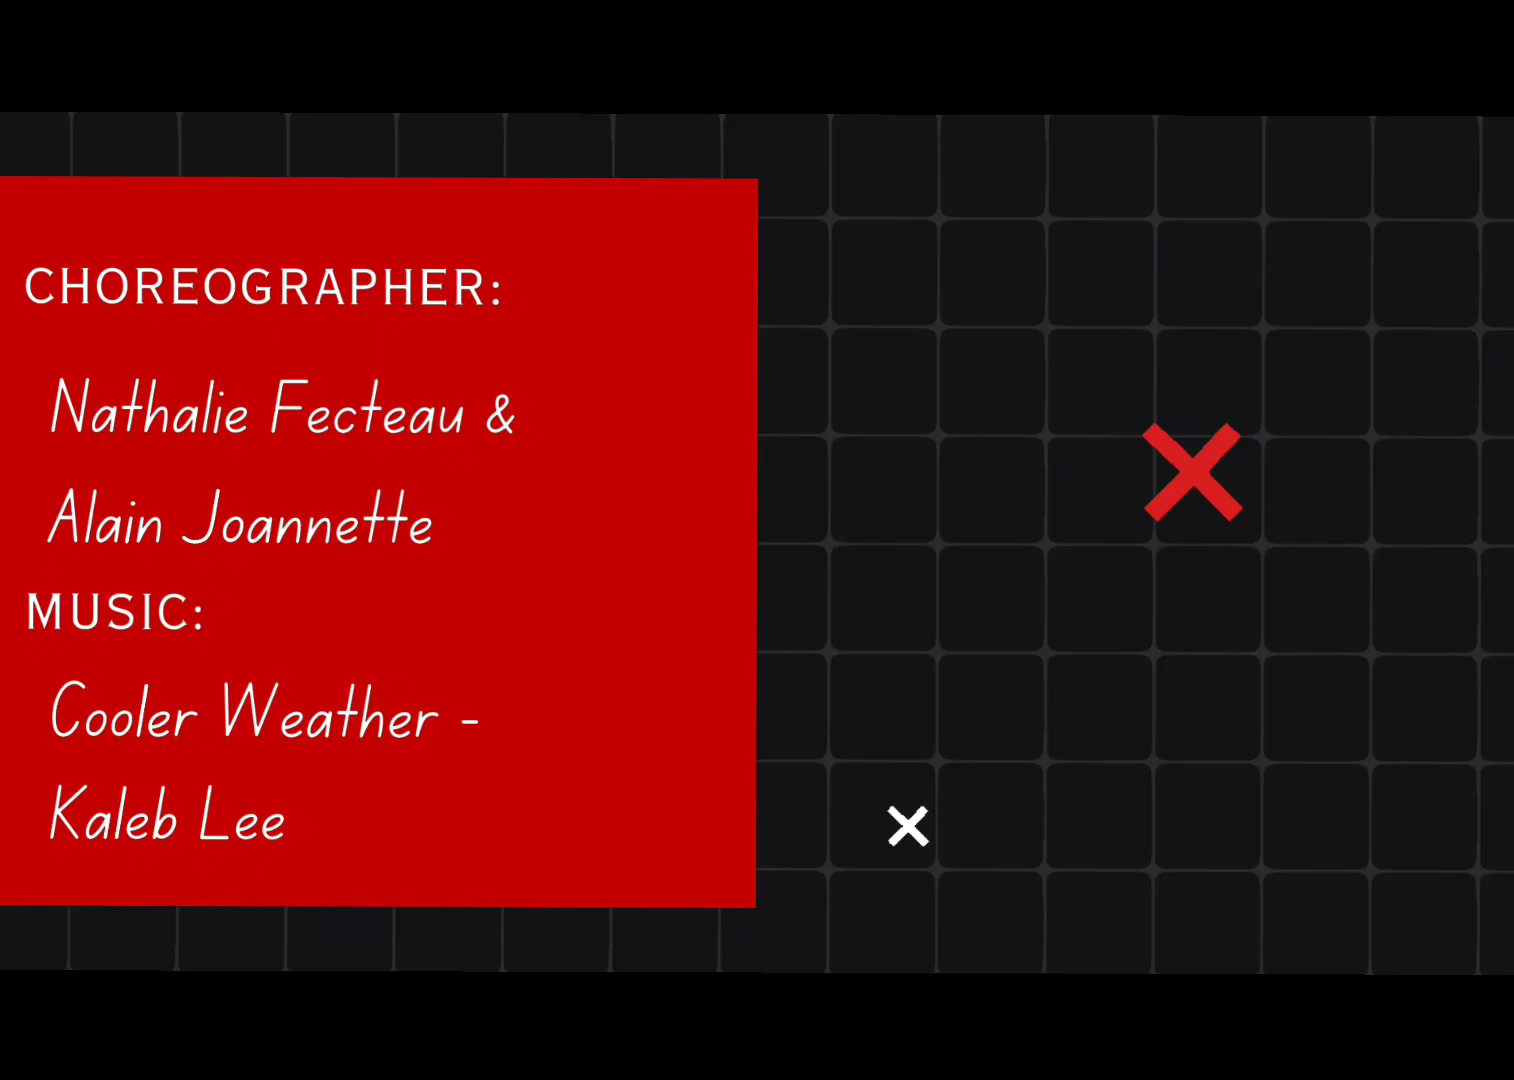 CHOREOGRAPHER:
Nathalie Fecteau &
Alain Joannette
MUSIC:
Cooler Weather -
Kaleb Lee